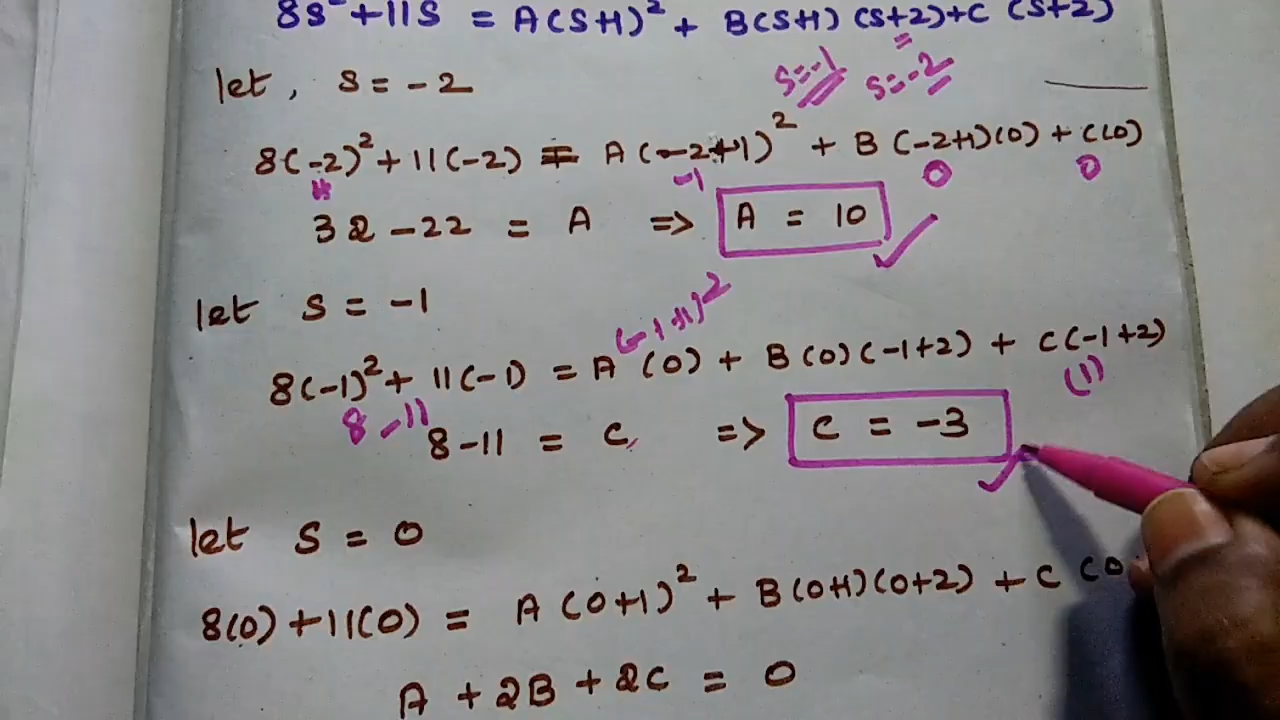 8S² + 11S = A(S+1)² + B(S+1)(S+2) + C(S+2)
S=-1 S=-2
let, S = -2
8(-2)² + 11(-2) = A(-2+1)² + B(-2+1)(0) + C(0)
-1 0 0
32 - 22 = A => A = 10
let S = -1
(-1+1)²
8(-1)² + 11(-1) = A(0) + B(0)(-1+2) + C(-1+2)
8-11 (1)
8-11 = C => C = -3
let S = 0
8(0) + 11(0) = A(0+1)² + B(0+1)(0+2) + C(0
A + 2B + 2C = 0